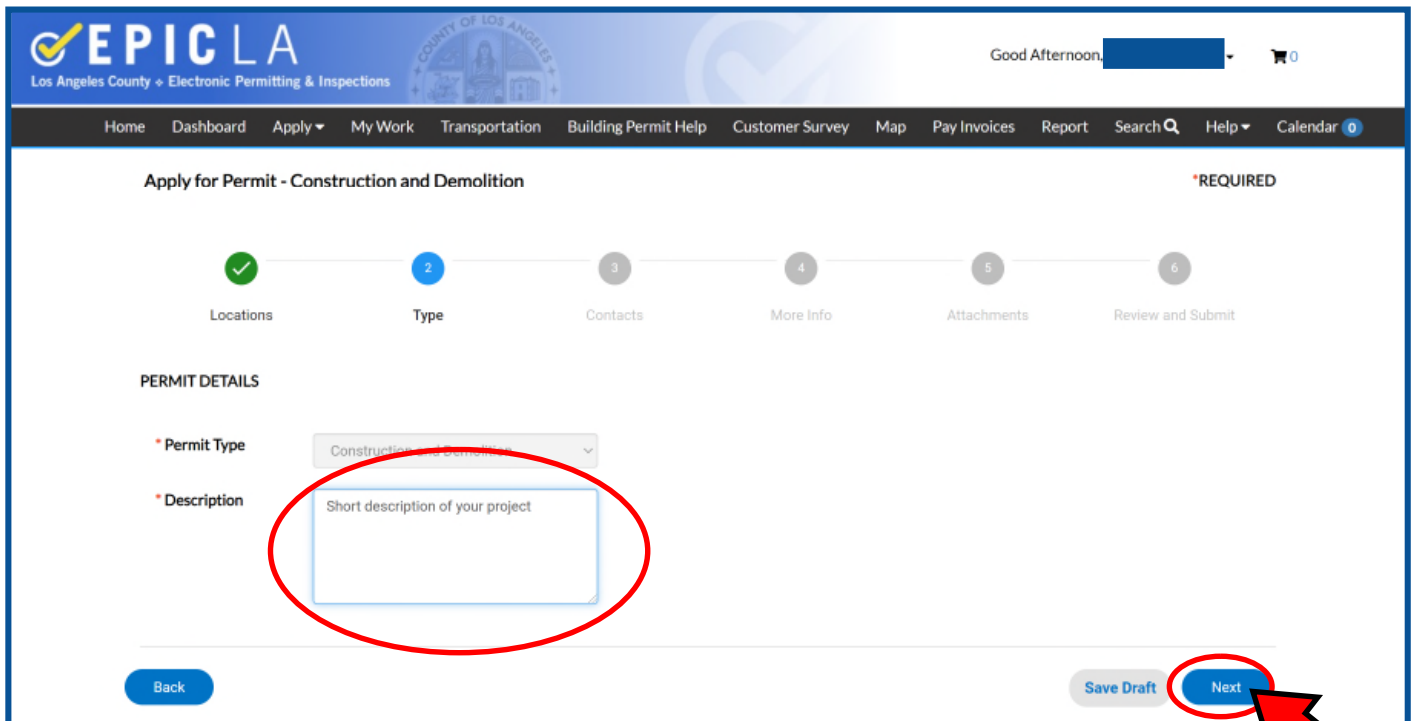 EPICLA
COUNTY OF LOS ANGELES
Good Afternoon,
0
Los Angeles County Electronic Permitting & Inspections
Home Dashboard Apply My Work Transportation Building Permit Help Customer Survey Map Pay Invoices Report Search Help Calendar 0
Apply for Permit - Construction and Demolition *REQUIRED
2 3 4 5 6
Locations Type Contacts More Info Attachments Review and Submit
PERMIT DETAILS
* Permit Type Construction and Demolition
* Description Short description of your project
Back Save Draft Next